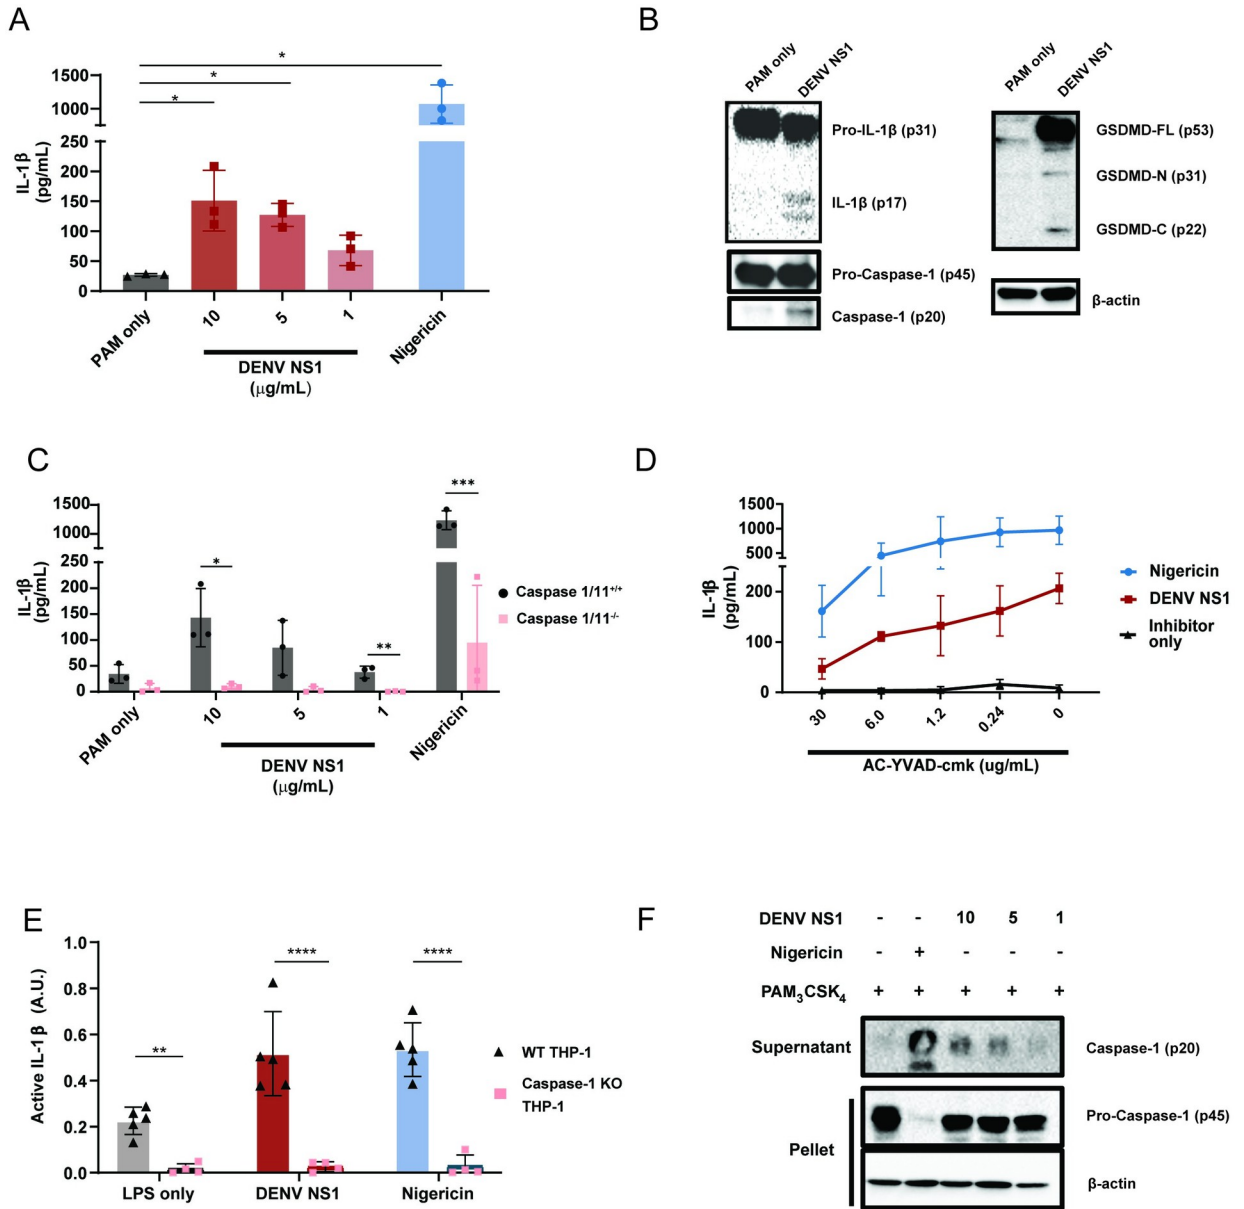 A
IL-1β
(pg/mL)
1500
1000
250
200
150
100
50
0
*
*
*
PAM only
10
5
1
Nigericin
DENV NS1
(μg/mL)
B
PAM only
DENV NS1
Pro-IL-1β (p31)
IL-1β (p17)
Pro-Caspase-1 (p45)
Caspase-1 (p20)
PAM only
DENV NS1
GSDMD-FL (p53)
GSDMD-N (p31)
GSDMD-C (p22)
β-actin
C
IL-1β
(pg/mL)
1500
1000
500
250
200
150
100
50
0
*
**
***
PAM only
10
5
1
Nigericin
DENV NS1
(μg/mL)
Caspase 1/11+/+
Caspase 1/11-/-
D
IL-1β
(pg/mL)
1500
1000
500
200
100
0
30
6.0
1.2
0.24
0
AC-YVAD-cmk (ug/mL)
Nigericin
DENV NS1
Inhibitor
only
E
Active IL-1β (A.U.)
1.0
0.8
0.6
0.4
0.2
0.0
**
****
****
LPS only
DENV NS1
Nigericin
WT THP-1
Caspase-1 KO
THP-1
F
DENV NS1 - - 10 5 1
Nigericin - + - - -
PAM3CSK4 + + + + +
Supernatant
Caspase-1 (p20)
Pellet
Pro-Caspase-1 (p45)
β-actin